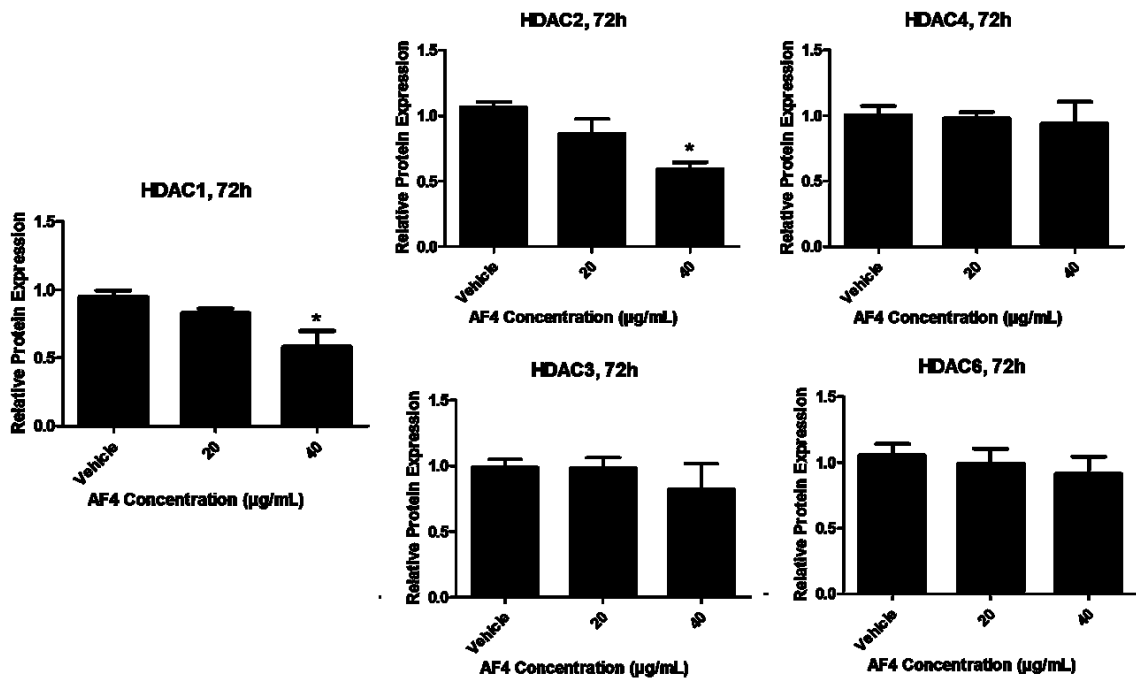 HDAC1, 72h
Relative Protein Expression
1.5
1.0
0.5
0.0
*
Vehicle
20
40
AF4 Concentration (µg/mL)
HDAC2, 72h
Relative Protein Expression
1.5
1.0
0.5
0.0
*
Vehicle
20
40
AF4 Concentration (µg/mL)
HDAC4, 72h
Relative Protein Expression
1.5
1.0
0.5
0.0
Vehicle
20
40
AF4 Concentration (µg/mL)
HDAC3, 72h
Relative Protein Expression
1.5
1.0
0.5
0.0
Vehicle
20
40
AF4 Concentration (µg/mL)
HDAC6, 72h
Relative Protein Expression
1.5
1.0
0.5
0.0
Vehicle
20
40
AF4 Concentration (µg/mL)